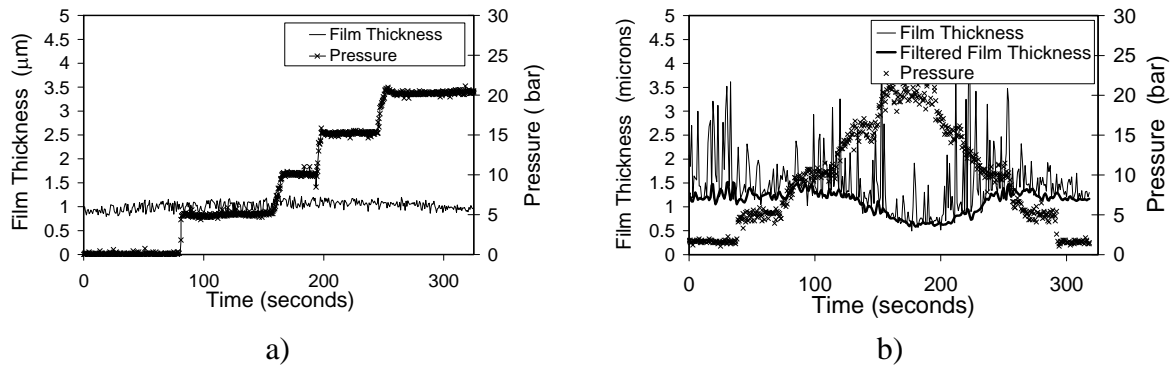 5
4.5
4
3.5
3
2.5
2
1.5
1
0.5
0
Film Thickness (μm)
Film Thickness
Pressure
30
25
20
15
10
5
0
Pressure ( bar)
0 100 200 300
Time (seconds)
a)
5
4.5
4
3.5
3
2.5
2
1.5
1
0.5
0
Film Thickness (microns)
Film Thickness
Filtered Film Thickness
Pressure
30
25
20
15
10
5
0
Pressure (bar)
0 100 200 300
Time (seconds)
b)